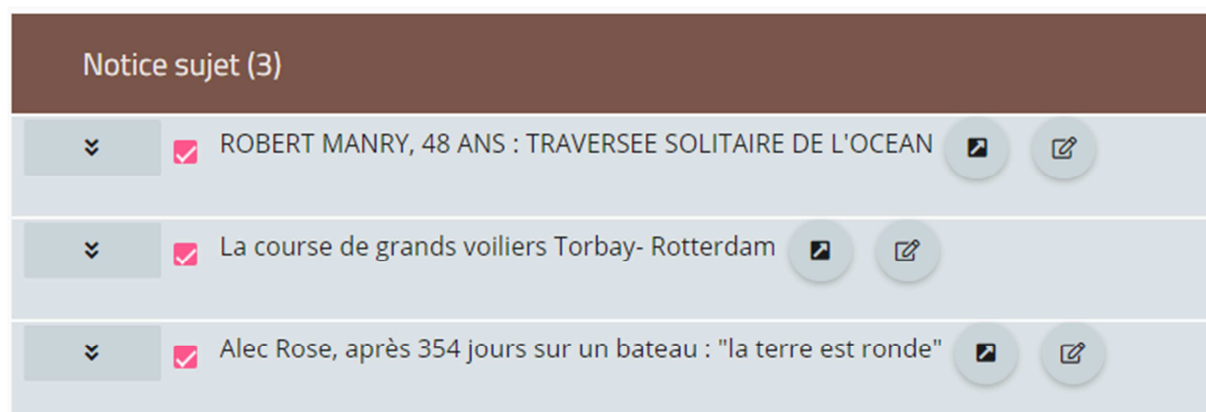 Notice sujet (3)
ROBERT MANRY, 48 ANS : TRAVERSEE SOLITAIRE DE L'OCEAN
La course de grands voiliers Torbay- Rotterdam
Alec Rose, après 354 jours sur un bateau : "la terre est ronde"